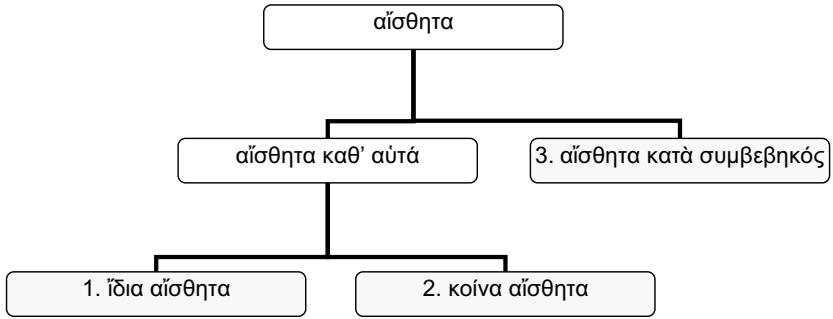 αἴσθητα
αἴσθητα καθ’ αὑτά
3. αἴσθητα κατὰ συμβεβηκός
1. ἴδια αἴσθητα
2. κοίνα αἴσθητα